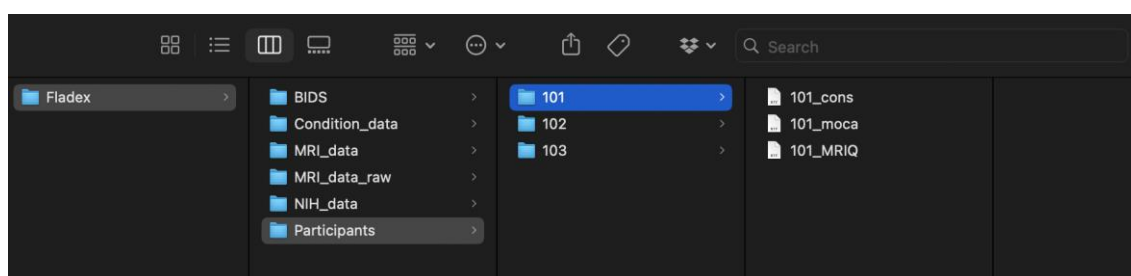 Search
Fladex
BIDS
Condition_data
MRI_data
MRI_data_raw
NIH_data
Participants
101
102
103
101_cons
101_moca
101_MRIQ